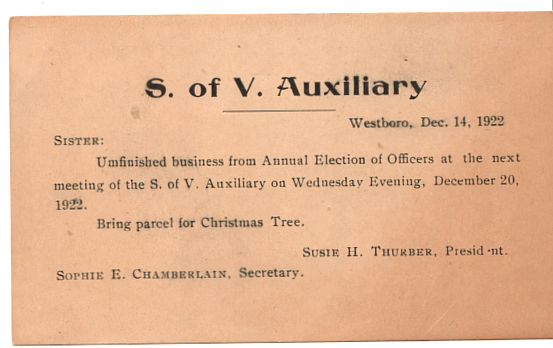 S. of V. Auxiliary
Westboro, Dec. 14, 1922
SISTER:
Umfinished business from Annual Election of Officers at the next
meeting of the S. of V. Auxiliary on Wednesday Evening, December 20,
1922.
Bring parcel for Christmas Tree.
SUSIE H. THURBER, Presid-nt.
SOPHIE E. CHAMBERLAIN, Secretary.